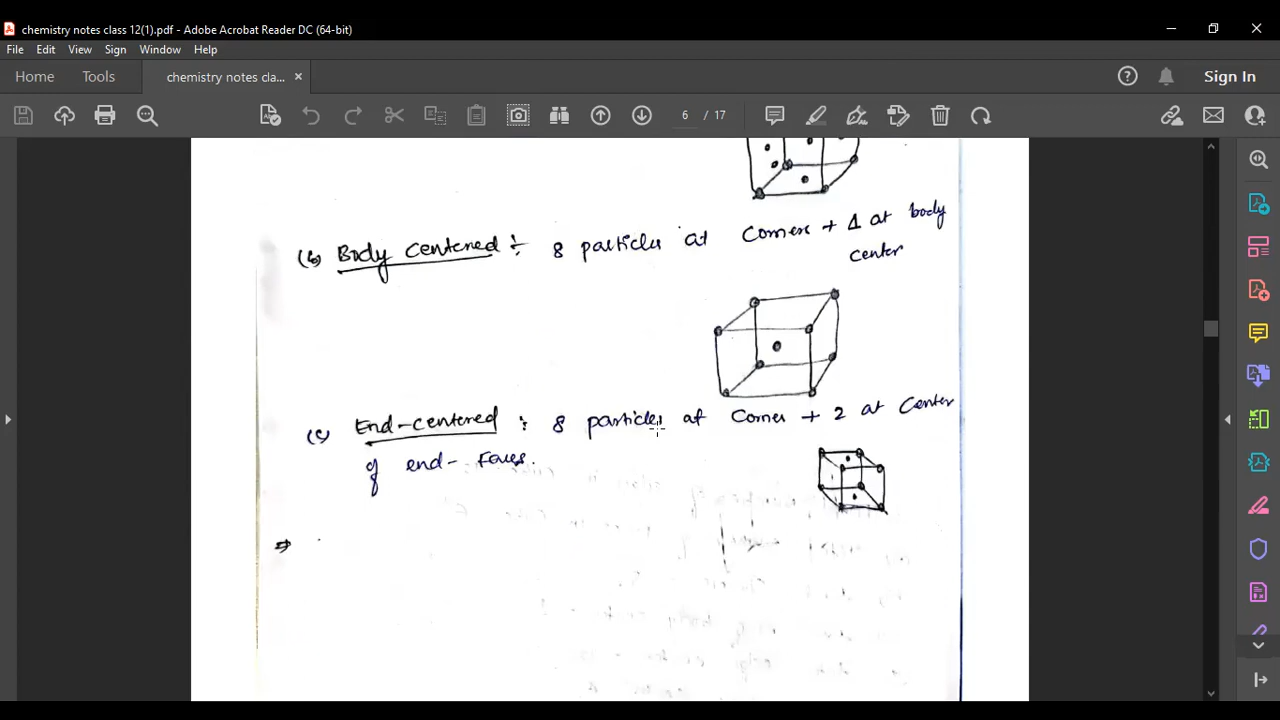 chemistry notes class 12(1).pdf - Adobe Acrobat Reader DC (64-bit)
File Edit View Sign Window Help
Home Tools chemistry notes cla... ×
Sign In
6 / 17
(b) Body Centered ÷ 8 particles at Corners + 1 at body
center
(c) End-centered : 8 particles at Corner + 2 at Center
of end- faces.
⇒